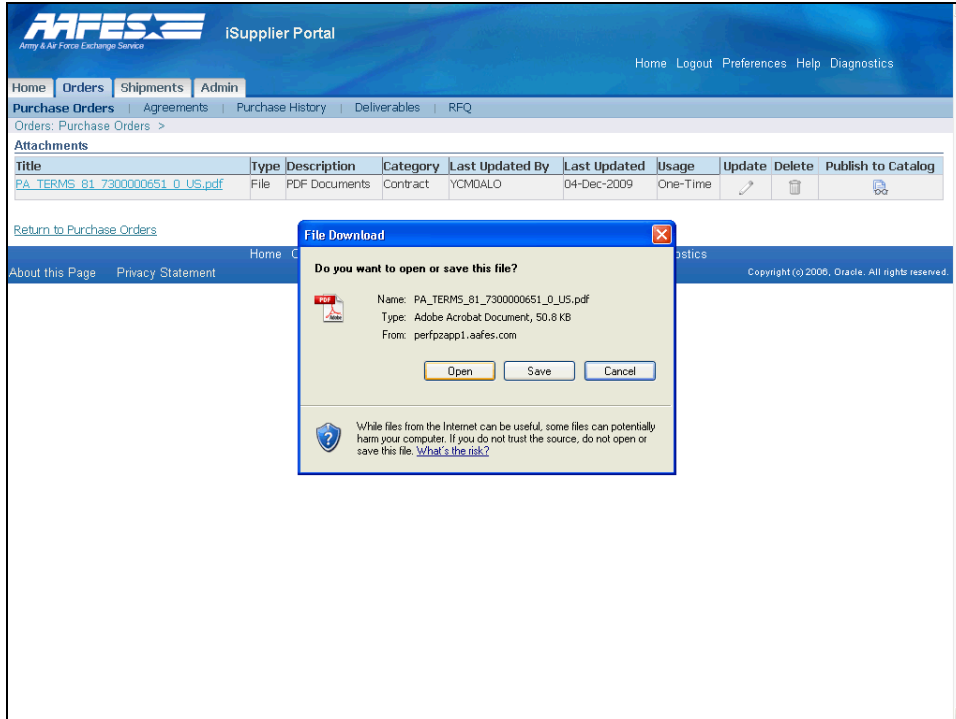 AAFES
Army & Air Force Exchange Service
iSupplier Portal
Home Logout Preferences Help Diagnostics
Home Orders Shipments Admin
Purchase Orders | Agreements | Purchase History | Deliverables | RFQ
Orders: Purchase Orders >
Attachments
Title Type Description Category Last Updated By Last Updated Usage Update Delete Publish to Catalog
PA_TERMS_81_7300000651_0_US.pdf File PDF Documents Contract YCM0ALO 04-Dec-2009 One-Time
Return to Purchase Orders
Home
About this Page Privacy Statement
Copyright (c) 2006, Oracle. All rights reserved.
File Download
Do you want to open or save this file?
PDF
Adobe
Name: PA_TERMS_81_7300000651_0_US.pdf
Type: Adobe Acrobat Document, 50.8 KB
From: perfpzapp1.aafes.com
Open Save Cancel
While files from the Internet can be useful, some files can potentially
harm your computer. If you do not trust the source, do not open or
save this file. What's the risk?